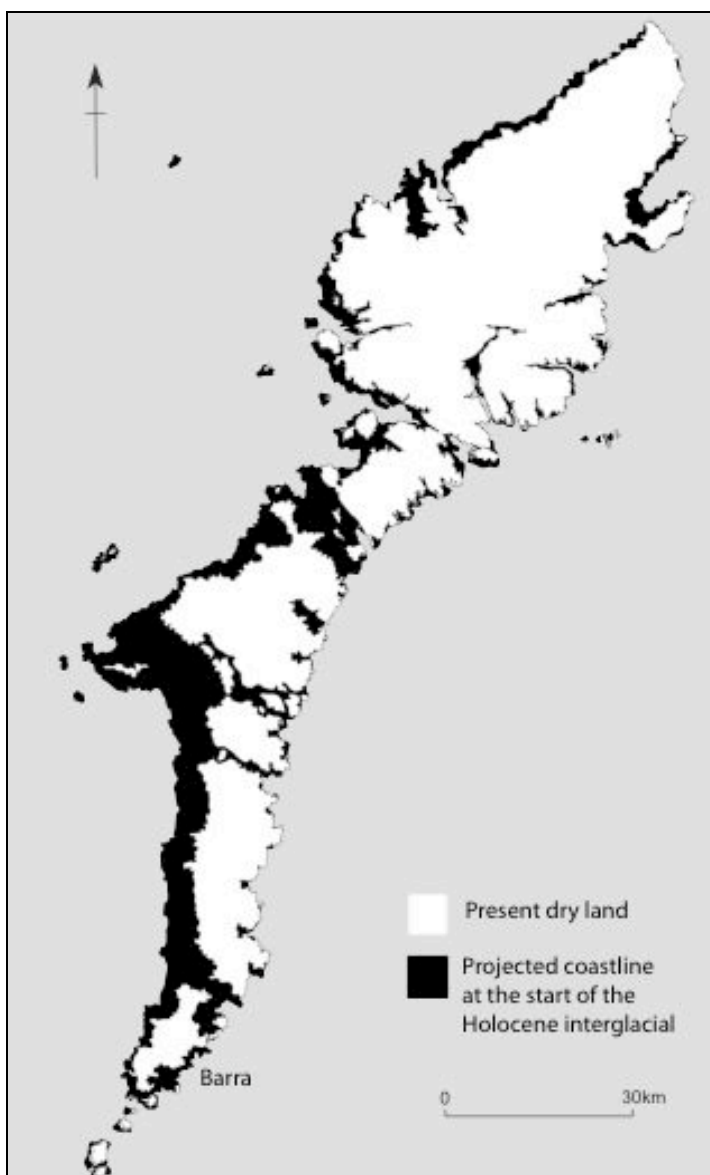 Present dry land
Projected coastline
at the start of the
Holocene interglacial
Barra
0 30km